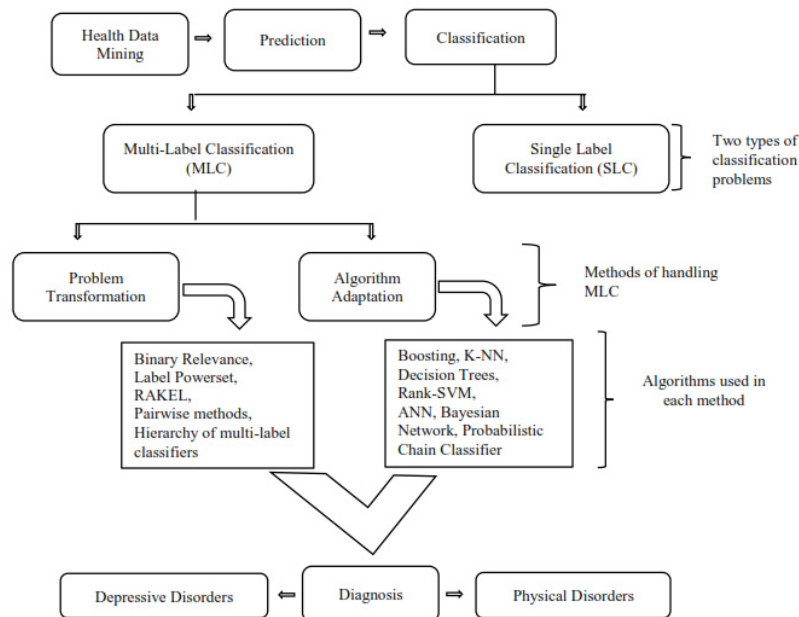 Health Data
Mining
Prediction
Classification
Multi-Label Classification
(MLC)
Single Label
Classification (SLC)
Two types of
classification
problems
Problem
Transformation
Algorithm
Adaptation
Methods of handling
MLC
Binary Relevance,
Label Powerset,
RAKEL,
Pairwise methods,
Hierarchy of multi-label
classifiers
Boosting, K-NN,
Decision Trees,
Rank-SVM,
ANN, Bayesian
Network, Probabilistic
Chain Classifier
Algorithms used in
each method
Depressive Disorders
Diagnosis
Physical Disorders